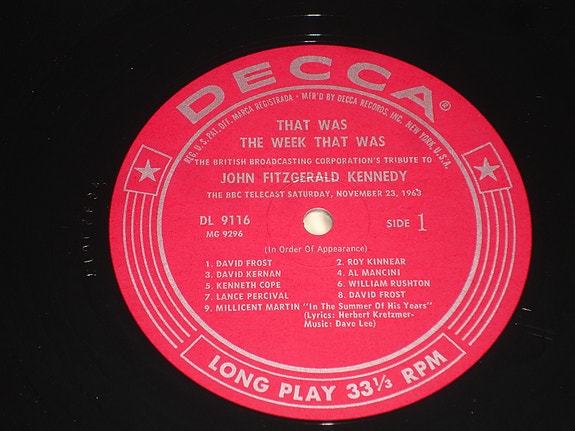 DECCA®
REG. U.S. PAT. OFF. MARCA REGISTRADA • MFR'D BY DECCA RECORDS, INC. NEW YORK, U.S.A.
THAT WAS
THE WEEK THAT WAS
THE BRITISH BROADCASTING CORPORATION'S TRIBUTE TO
JOHN FITZGERALD KENNEDY
THE BBC TELECAST SATURDAY, NOVEMBER 23, 1963
DL 9116
MG 9296
SIDE 1
(In Order Of Appearance)
1. DAVID FROST 2. ROY KINNEAR
3. DAVID KERNAN 4. AL MANCINI
5. KENNETH COPE 6. WILLIAM RUSHTON
7. LANCE PERCIVAL 8. DAVID FROST
9. MILLICENT MARTIN "In The Summer Of His Years"
(Lyrics: Herbert Kretzmer-
Music: Dave Lee)
LONG PLAY 33⅓ RPM